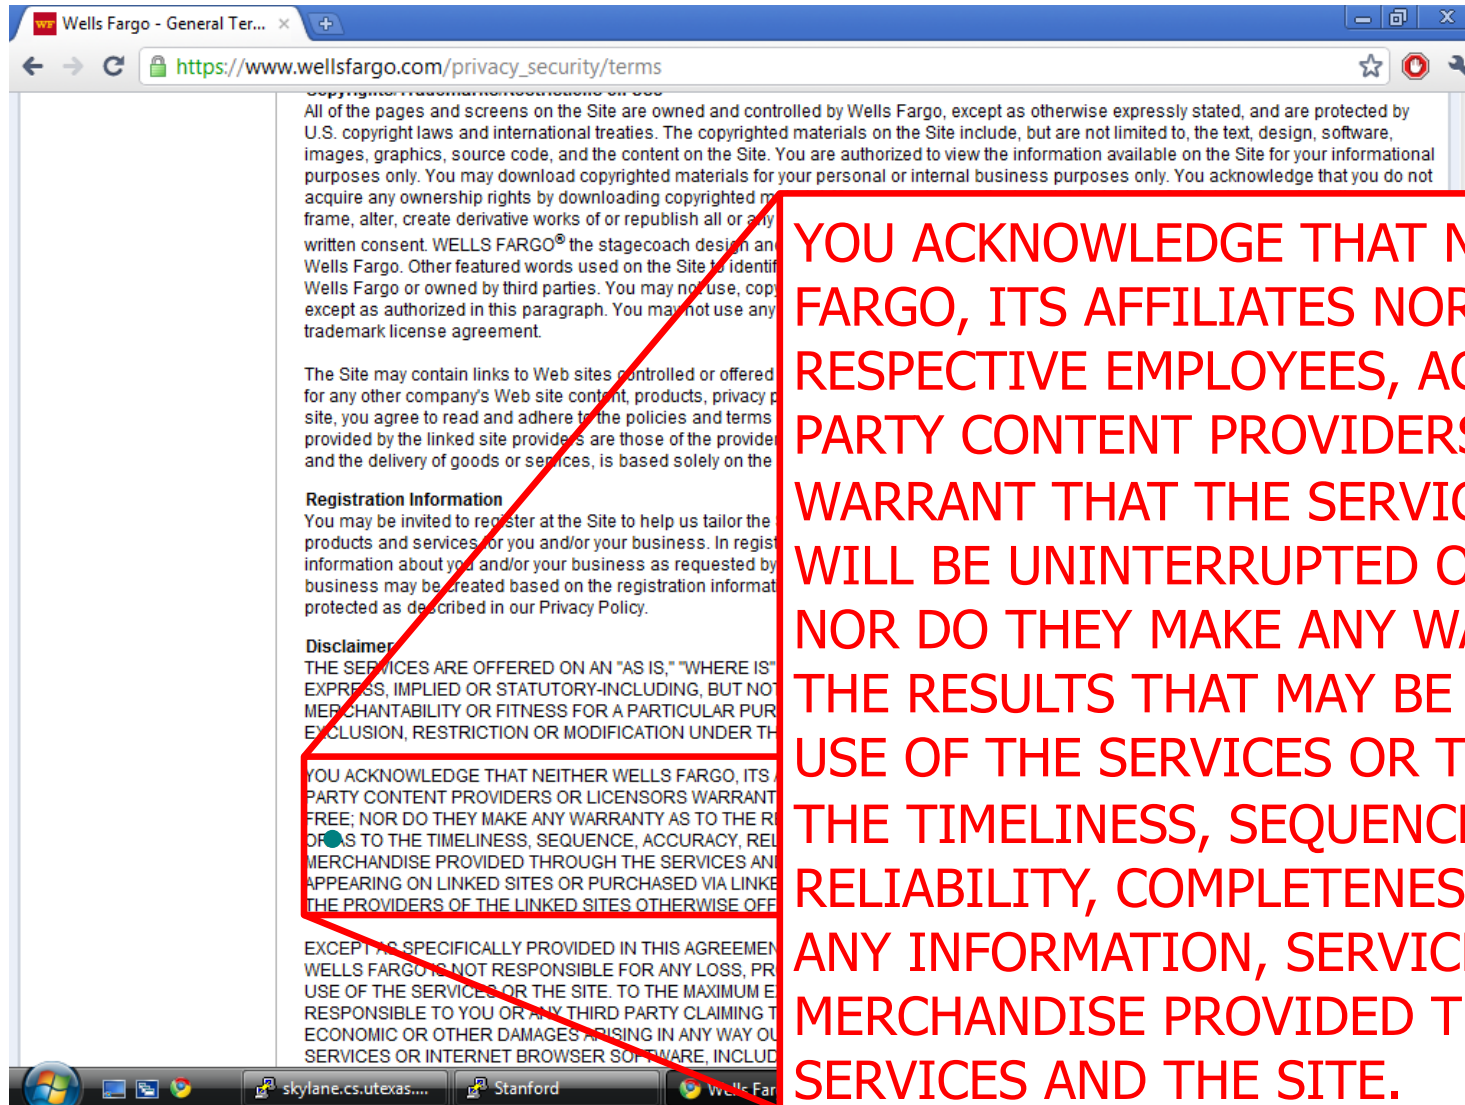 Wells Fargo - General Ter...
https://www.wellsfargo.com/privacy_security/terms
Copyrights/Trademarks/Restrictions on Use
All of the pages and screens on the Site are owned and controlled by Wells Fargo, except as otherwise expressly stated, and are protected by
U.S. copyright laws and international treaties. The copyrighted materials on the Site include, but are not limited to, the text, design, software,
images, graphics, source code, and the content on the Site. You are authorized to view the information available on the Site for your informational
purposes only. You may download copyrighted materials for your personal or internal business purposes only. You acknowledge that you do not
acquire any ownership rights by downloading copyrighted
frame, alter, create derivative works of or republish all or any
written consent. WELLS FARGO® the stagecoach design
Wells Fargo. Other featured words used on the Site to
Wells Fargo or owned by third parties. You may not use,
except as authorized in this paragraph. You may not use any
trademark license agreement.
The Site may contain links to Web sites controlled or offered
for any other company's Web site content, products, privacy
site, you agree to read and adhere to the policies and terms
provided by the linked site providers are those of the
and the delivery of goods or services, is based solely on the
Registration Information
You may be invited to register at the Site to help us tailor the
products and services for you and/or your business. In
information about you and/or your business as requested by
business may be created based on the registration
protected as described in our Privacy Policy.
Disclaimer
THE SERVICES ARE OFFERED ON AN "AS IS," "WHERE IS"
EXPRESS, IMPLIED OR STATUTORY-INCLUDING, BUT NOT
MERCHANTABILITY OR FITNESS FOR A PARTICULAR
EXCLUSION, RESTRICTION OR MODIFICATION UNDER
YOU ACKNOWLEDGE THAT NEITHER WELLS FARGO, ITS
PARTY CONTENT PROVIDERS OR LICENSORS WARRANT
FREE; NOR DO THEY MAKE ANY WARRANTY AS TO THE
OR AS TO THE TIMELINESS, SEQUENCE, ACCURACY,
MERCHANDISE PROVIDED THROUGH THE SERVICES
APPEARING ON LINKED SITES OR PURCHASED VIA
THE PROVIDERS OF THE LINKED SITES OTHERWISE
EXCEPT AS SPECIFICALLY PROVIDED IN THIS
WELLS FARGO IS NOT RESPONSIBLE FOR ANY LOSS,
USE OF THE SERVICES OR THE SITE. TO THE MAXIMUM
RESPONSIBLE TO YOU OR ANY THIRD PARTY CLAIMING
ECONOMIC OR OTHER DAMAGES ARISING IN ANY WAY
SERVICES OR INTERNET BROWSER SOFTWARE,
YOU ACKNOWLEDGE THAT
FARGO, ITS AFFILIATES NOR
RESPECTIVE EMPLOYEES,
PARTY CONTENT PROVIDERS
WARRANT THAT THE
WILL BE UNINTERRUPTED
NOR DO THEY MAKE ANY
THE RESULTS THAT MAY BE
USE OF THE SERVICES OR
THE TIMELINESS,
RELIABILITY,
ANY INFORMATION,
MERCHANDISE PROVIDED
SERVICES AND THE SITE.
skylane.cs.utexas....
Stanford
Wells